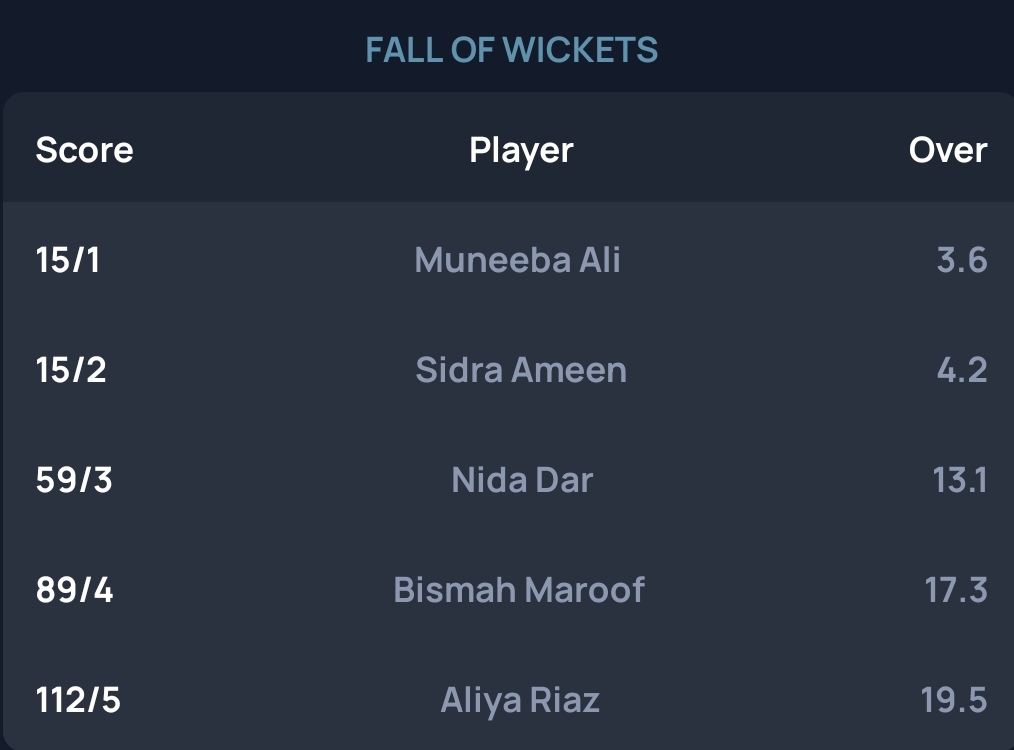 FALL OF WICKETS
Score Player Over
15/1 Muneeba Ali 3.6
15/2 Sidra Ameen 4.2
59/3 Nida Dar 13.1
89/4 Bismah Maroof 17.3
112/5 Aliya Riaz 19.5